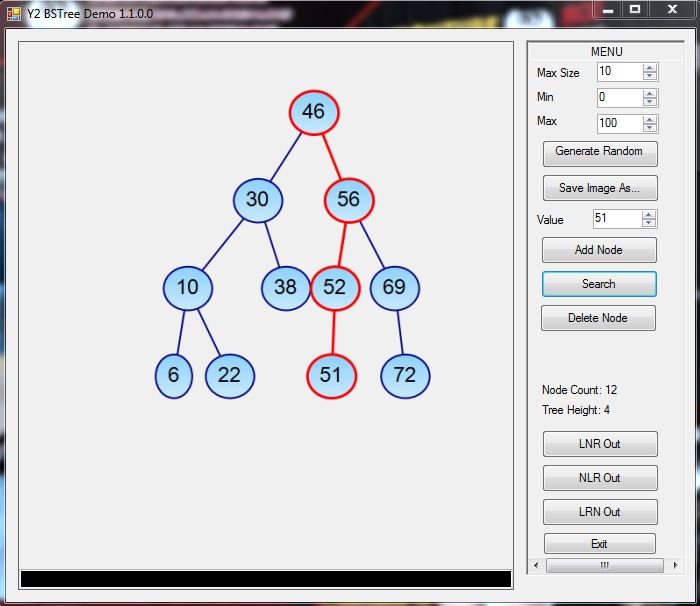 Y2 BSTree Demo 1.1.0.0
MENU
Max Size 10
Min 0
Max 100
Generate Random
Save Image As...
Value 51
Add Node
Search
Delete Node
Node Count: 12
Tree Height: 4
LNR Out
NLR Out
LRN Out
Exit
46
30 56
10 38 52 69
6 22 51 72